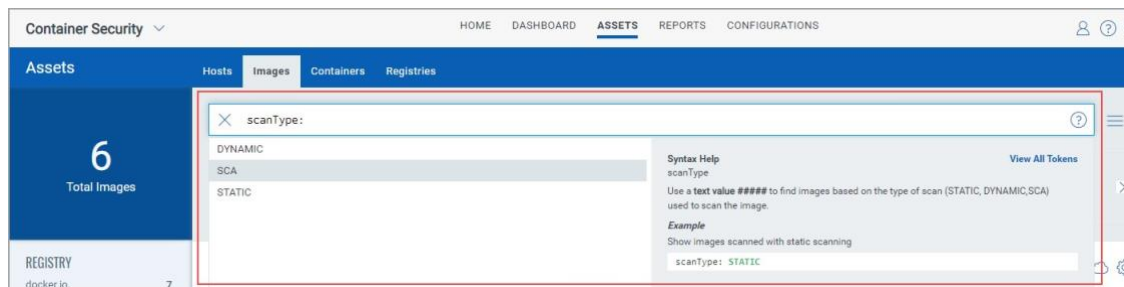 Container Security
HOME DASHBOARD ASSETS REPORTS CONFIGURATIONS
Assets
Hosts Images Containers Registries
scanType:
6
Total Images
DYNAMIC
SCA
STATIC
Syntax Help View All Tokens
scanType
Use a text value ##### to find images based on the type of scan (STATIC, DYNAMIC,SCA)
used to scan the image.
Example
Show images scanned with static scanning
scanType: STATIC
REGISTRY
docker.io 7